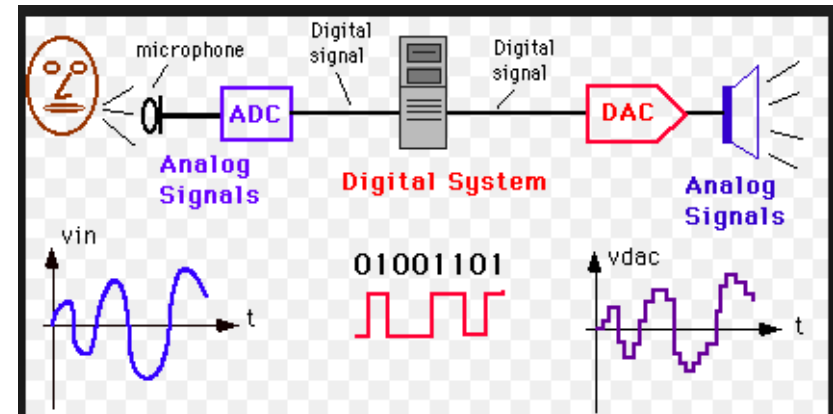 microphone
Digital
signal
Digital
signal
ADC
DAC
Analog
Signals
Digital System
Analog
Signals
vin
t
01001101
vdac
t